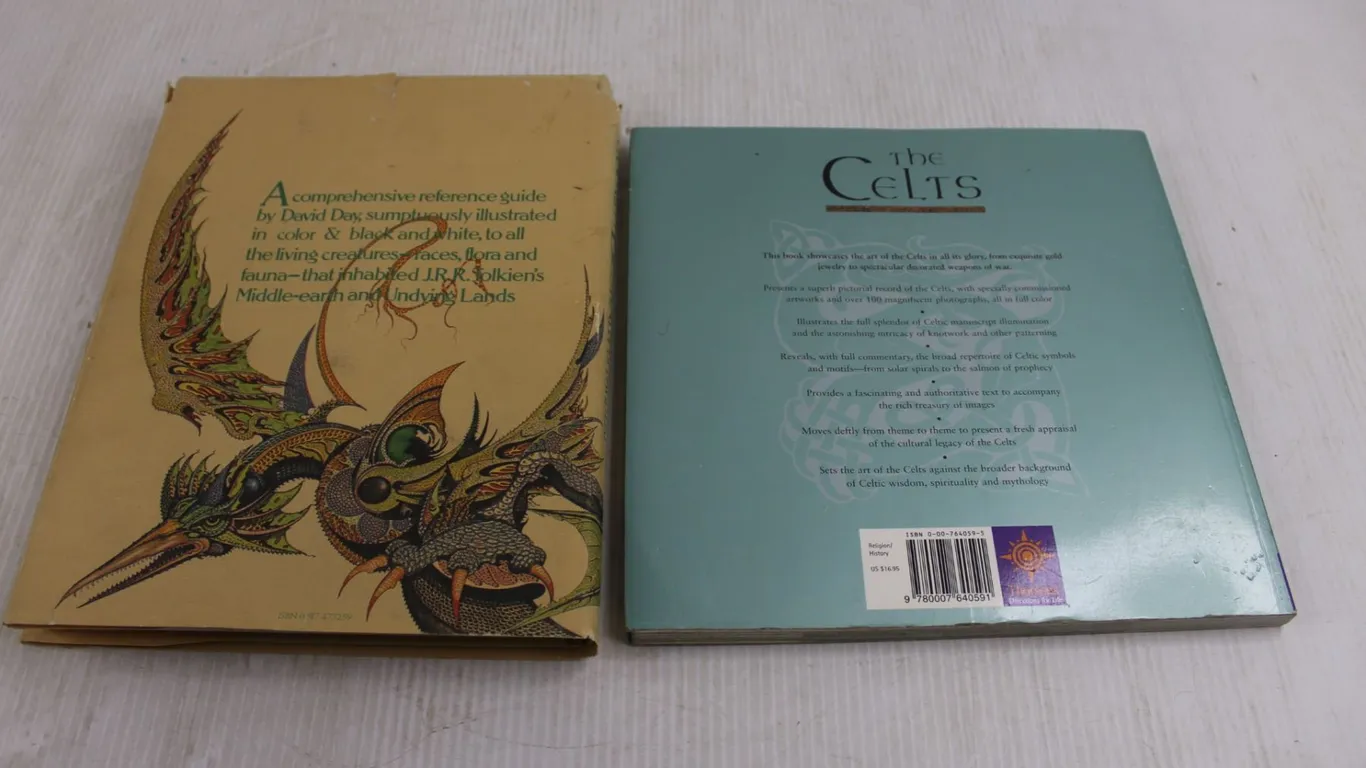 A comprehensive reference guide
by David Day, sumptuously illustrated
in color & black and white, to all
the living creatures—races, flora and
fauna—that inhabited J.R.R. Tolkien's
Middle-earth and Undying Lands
THE
CELTS
This book showcases the art of the Celts in all its glory, from exquisite gold
jewelry to spectacular decorated weapons of war.
Presents a superb pictorial record of the Celts, with specially commissioned
artworks and over 100 magnificent photographs, all in full color
•
Illustrates the full splendor of Celtic manuscript illumination
and the astonishing intricacy of knotwork and other patterning
•
Reveals, with full commentary, the broad repertoire of Celtic symbols
and motifs—from solar spirals to the salmon of prophecy
•
Provides a fascinating and authoritative text to accompany
the rich treasury of images
•
Moves deftly from theme to theme to present a fresh appraisal
of the cultural legacy of the Celts
•
Sets the art of the Celts against the broader background
of Celtic wisdom, spirituality and mythology
Religion/
History
US $16.95
ISBN 0-00-764059-5
9 780007 640591
ISBN